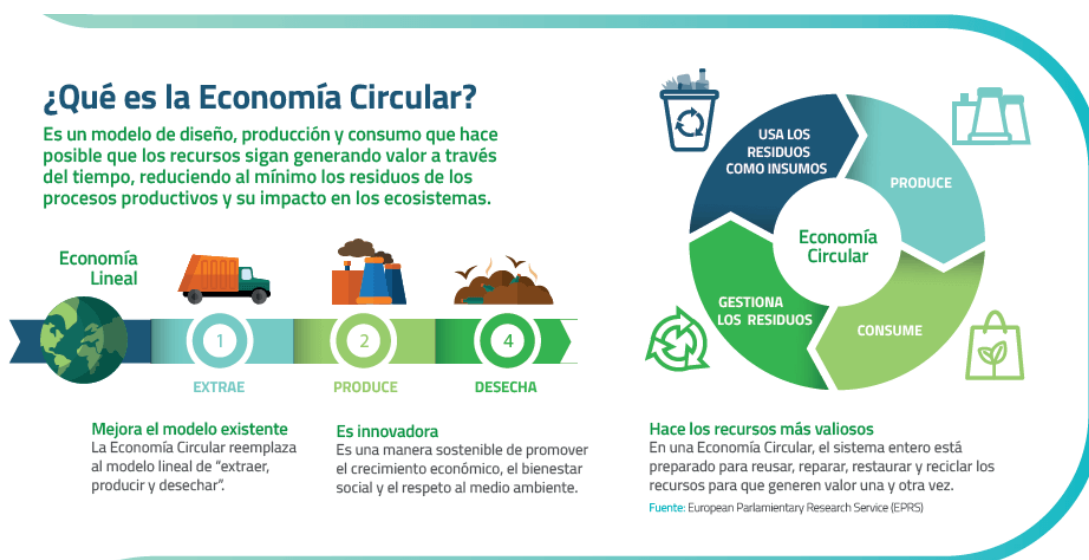 ¿Qué es la Economía Circular?
Es un modelo de diseño, producción y consumo que hace
posible que los recursos sigan generando valor a través
del tiempo, reduciendo al mínimo los residuos de los
procesos productivos y su impacto en los ecosistemas.
Economía
Lineal
1
2
4
EXTRAE
PRODUCE
DESECHA
Mejora el modelo existente
La Economía Circular reemplaza
al modelo lineal de “extraer,
producir y desechar”.
Es innovadora
Es una manera sostenible de promover
el crecimiento económico, el bienestar
social y el respeto al medio ambiente.
USA LOS
RESIDUOS
COMO INSUMOS
PRODUCE
Economía
Circular
GESTIONA
LOS RESIDUOS
CONSUME
Hace los recursos más valiosos
En una Economía Circular, el sistema entero está
preparado para reusar, reparar, restaurar y reciclar los
recursos para que generen valor una y otra vez.
Fuente: European Parlamientary Research Service (EPRS)